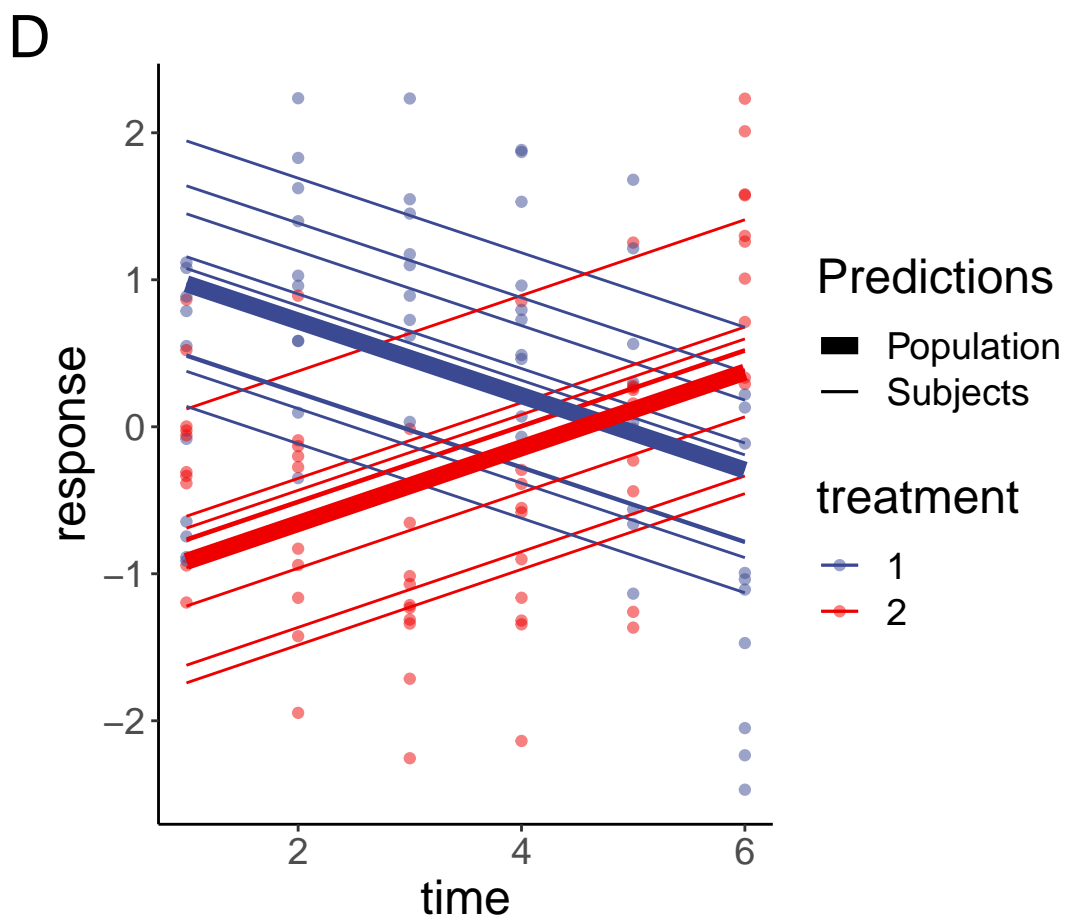 D
2
1
0
−1
−2
response
2
4
6
time
Predictions
Population
Subjects
treatment
1
2